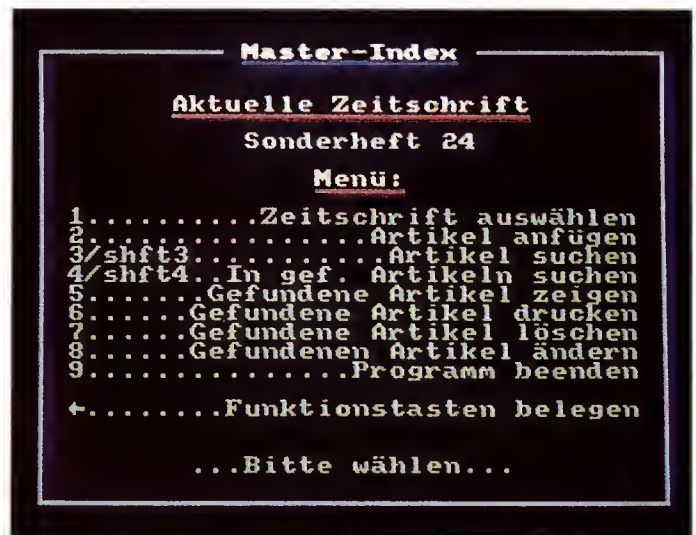 Master-Index
Aktuelle Zeitschrift
Sonderheft 24
Menü:
1..........Zeitschrift auswählen
2.................Artikel anfügen
3/shft3...........Artikel suchen
4/shft4..In gef. Artikeln suchen
5.......Gefundene Artikel zeigen
6......Gefundene Artikel drucken
7......Gefundene Artikel löschen
8......Gefundenen Artikel ändern
9................Programm beenden
←........Funktionstasten belegen
...Bitte wählen...